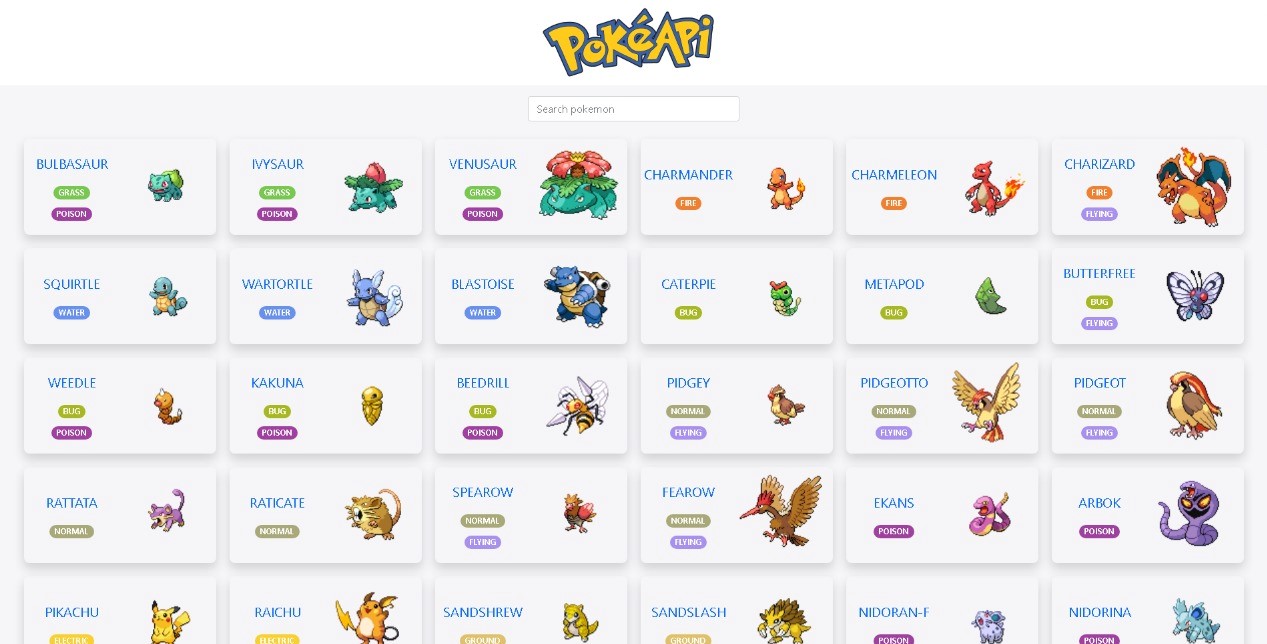 PokéApi
Search pokemon
BULBASAUR
GRASS
POISON
IVYSAUR
GRASS
POISON
VENUSAUR
GRASS
POISON
CHARMANDER
FIRE
CHARMELEON
FIRE
CHARIZARD
FIRE
FLYING
SQUIRTLE
WATER
WARTORTLE
WATER
BLASTOISE
WATER
CATERPIE
BUG
METAPOD
BUG
BUTTERFREE
BUG
FLYING
WEEDLE
BUG
POISON
KAKUNA
BUG
POISON
BEEDRILL
BUG
POISON
PIDGEY
NORMAL
FLYING
PIDGEOTTO
NORMAL
FLYING
PIDGEOT
NORMAL
FLYING
RATTATA
NORMAL
RATICATE
NORMAL
SPEAROW
NORMAL
FLYING
FEAROW
NORMAL
FLYING
EKANS
POISON
ARBOK
POISON
PIKACHU
ELECTRIC
RAICHU
ELECTRIC
SANDSHREW
GROUND
SANDSLASH
GROUND
NIDORAN-F
POISON
NIDORINA
POISON